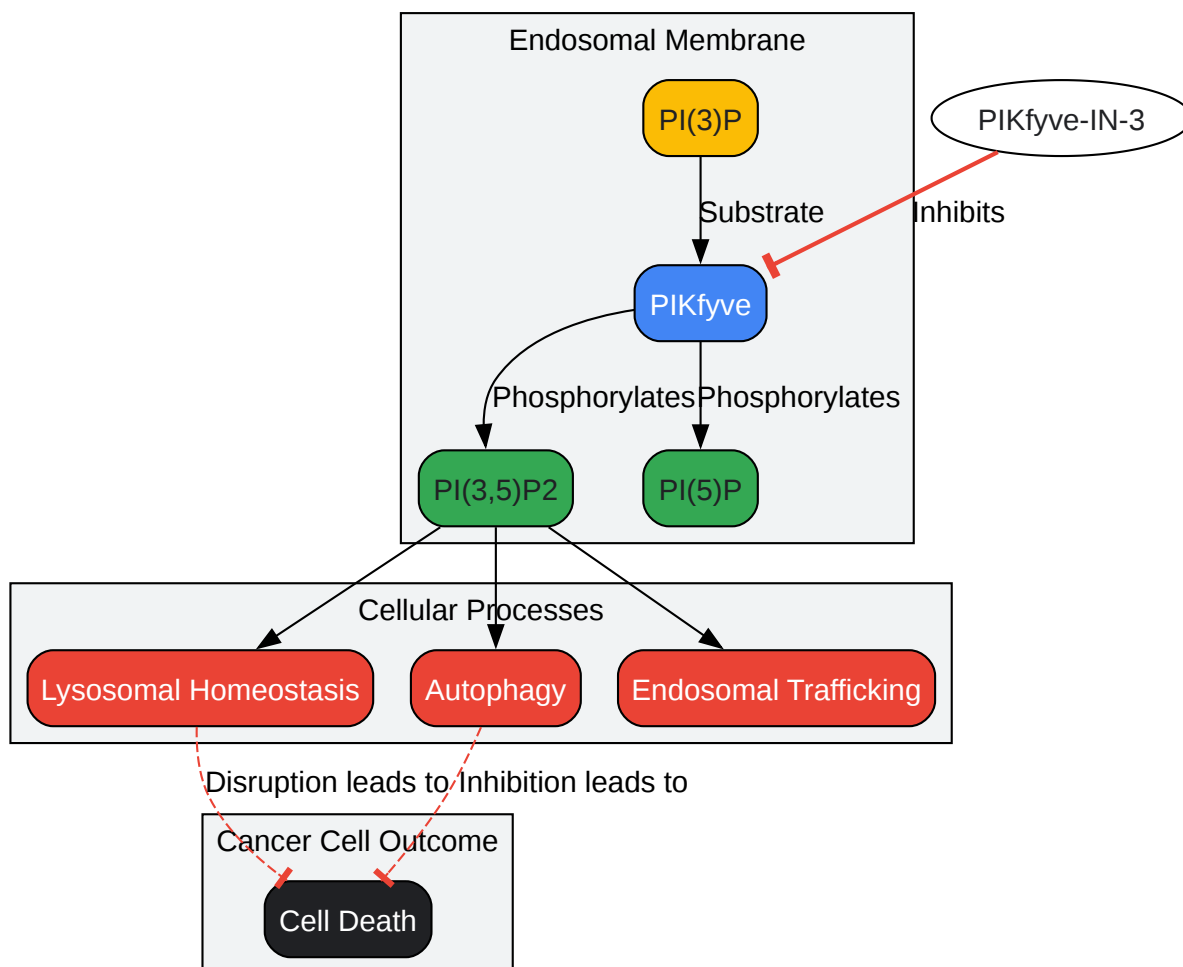 Endosomal Membrane
PI(3)P
PIKfyve-IN-3
Substrate
Inhibits
PIKfyve
Phosphorylates
Phosphorylates
PI(3,5)P2
PI(5)P
Cellular Processes
Lysosomal Homeostasis
Autophagy
Endosomal Trafficking
Disruption leads to
Inhibition leads to
Cancer Cell Outcome
Cell Death